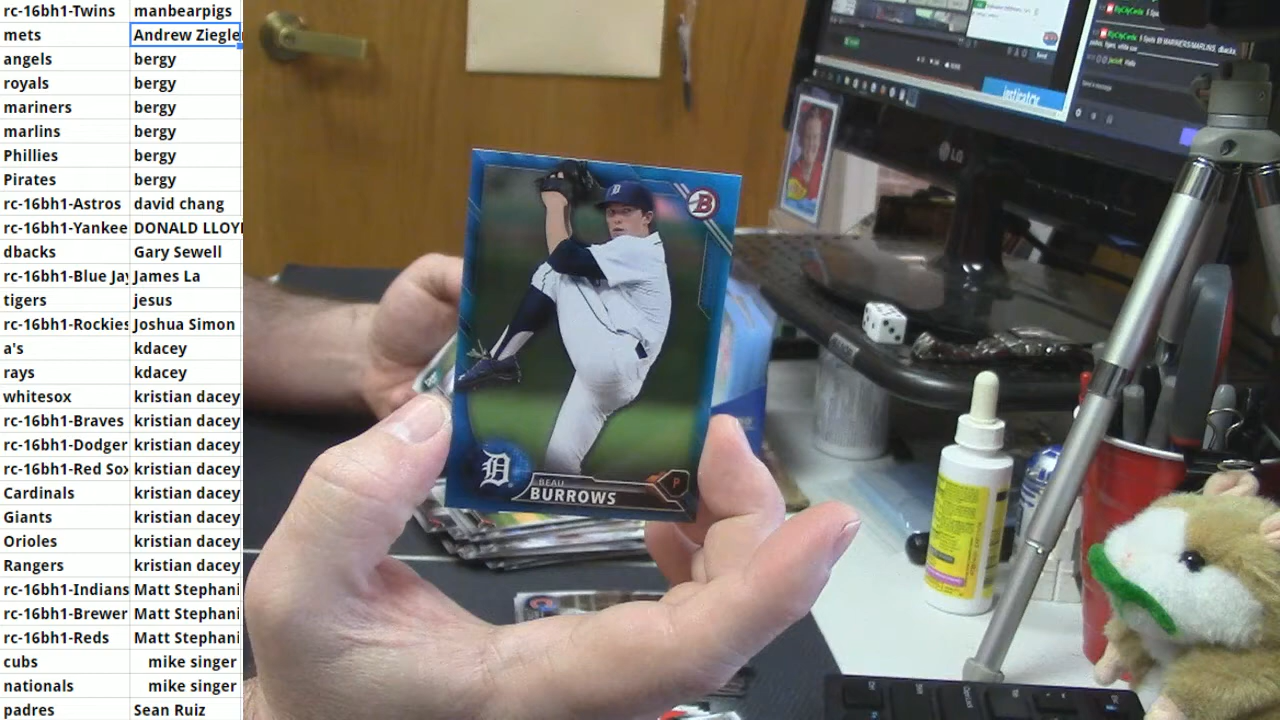 rc-16bh1-Twins manbearpigs
mets Andrew Ziegle
angels bergy
royals bergy
mariners bergy
marlins bergy
Phillies bergy
Pirates bergy
rc-16bh1-Astros david chang
rc-16bh1-Yankee DONALD LLOY
dbacks Gary Sewell
rc-16bh1-Blue Jay James La
tigers jesus
rc-16bh1-Rockies Joshua Simon
a's kdacey
rays kdacey
whitesox kristian dacey
rc-16bh1-Braves kristian dacey
rc-16bh1-Dodger kristian dacey
rc-16bh1-Red Sox kristian dacey
Cardinals kristian dacey
Giants kristian dacey
Orioles kristian dacey
Rangers kristian dacey
rc-16bh1-Indians Matt Stephani
rc-16bh1-Brewer Matt Stephani
rc-16bh1-Reds Matt Stephani
cubs mike singer
nationals mike singer
padres Sean Ruiz
B
D
D
BEAU
BURROWS
P
LG